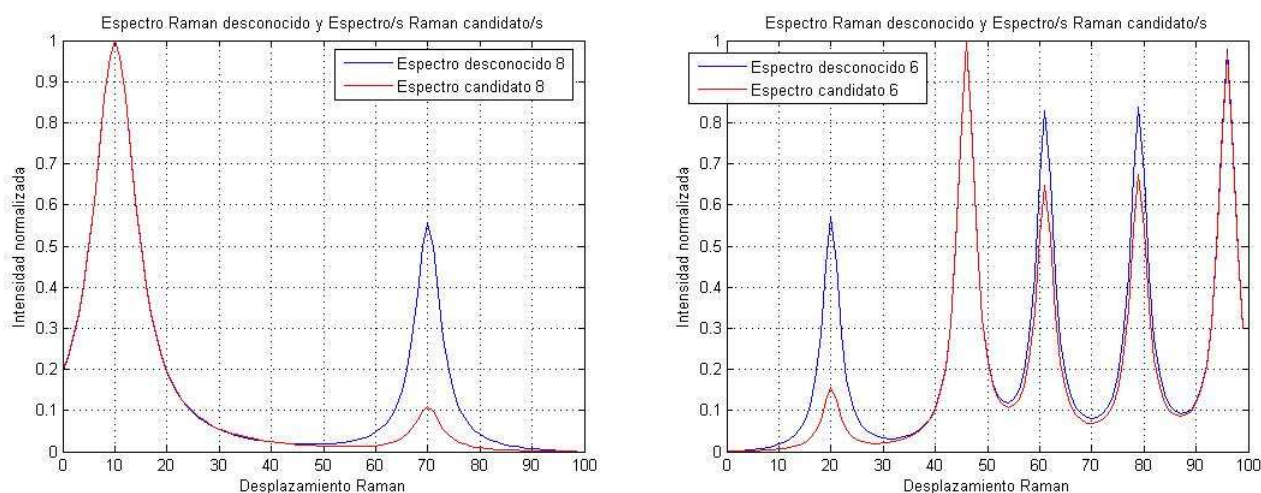 Espectro Raman desconocido y Espectro/s Raman candidato/s
Intensidad normalizada
1
0.9
0.8
0.7
0.6
0.5
0.4
0.3
0.2
0.1
0
Espectro desconocido 8
Espectro candidato 8
0 10 20 30 40 50 60 70 80 90 100
Desplazamiento Raman
Espectro Raman desconocido y Espectro/s Raman candidato/s
Intensidad normalizada
1
0.9
0.8
0.7
0.6
0.5
0.4
0.3
0.2
0.1
0
Espectro desconocido 6
Espectro candidato 6
0 10 20 30 40 50 60 70 80 90 100
Desplazamiento Raman